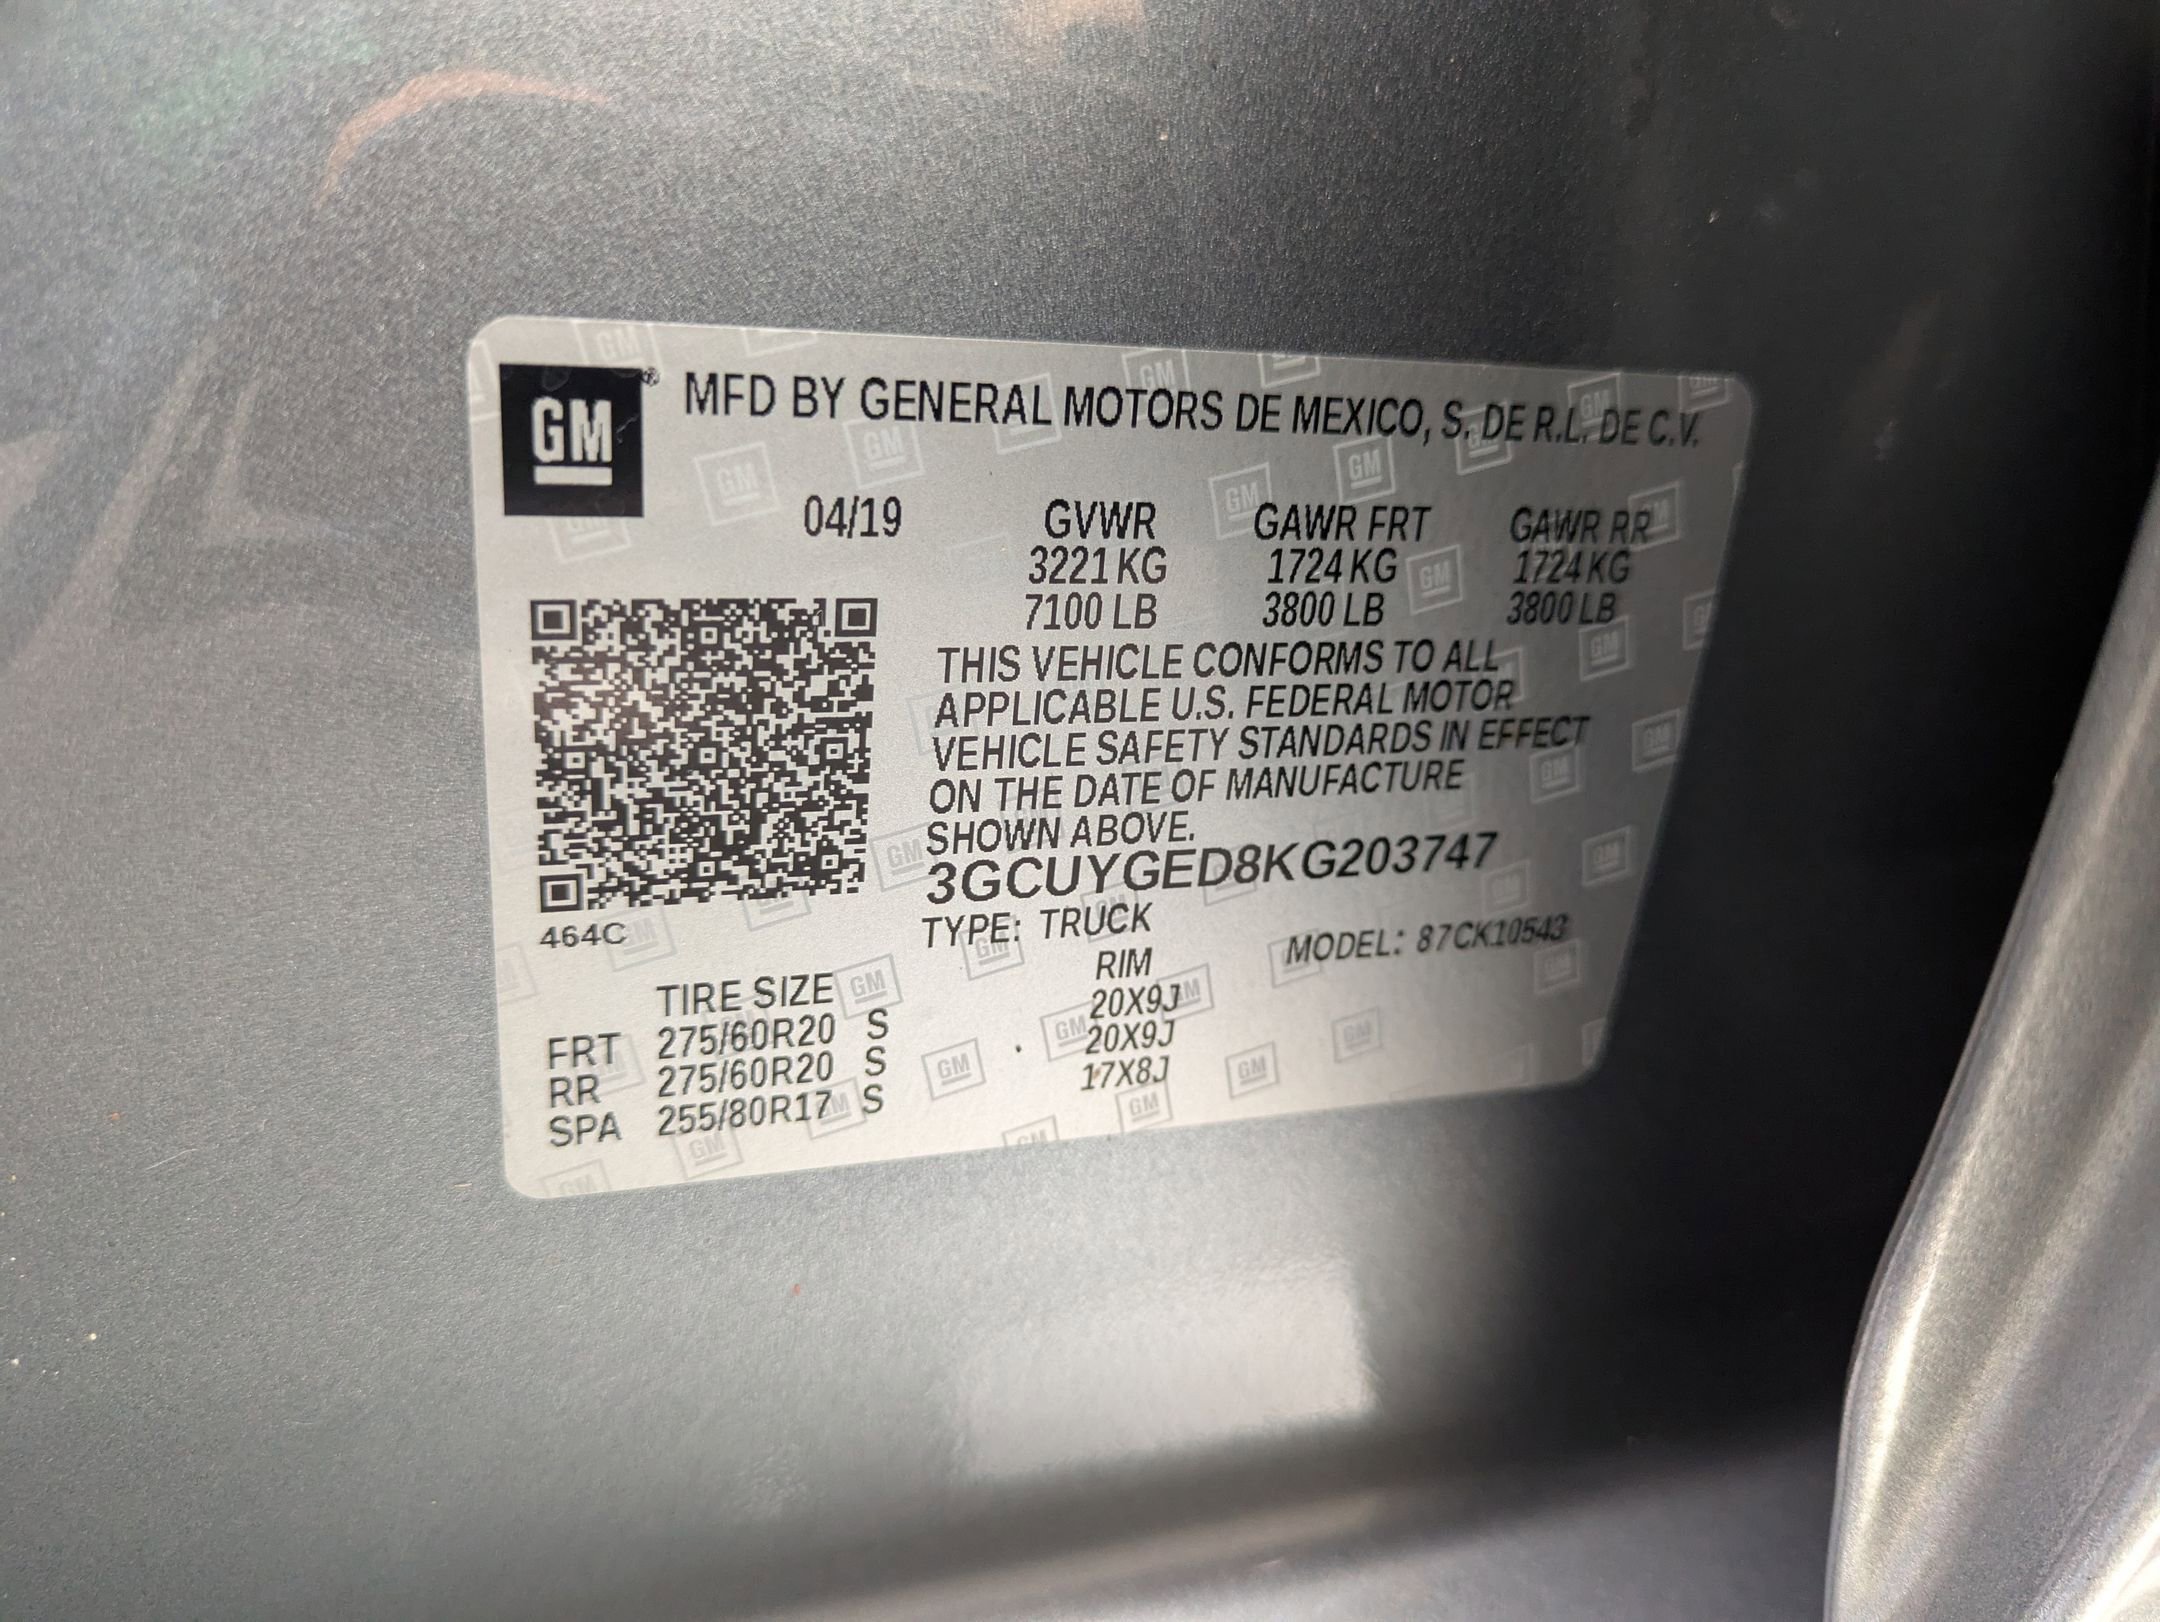 GM ® MFD BY GENERAL MOTORS DE MEXICO, S. DE R.L. DE C.V.
04/19 GVWR GAWR FRT GAWR RR
3221 KG 1724 KG 1724 KG
7100 LB 3800 LB 3800 LB
THIS VEHICLE CONFORMS TO ALL
APPLICABLE U.S. FEDERAL MOTOR
VEHICLE SAFETY STANDARDS IN EFFECT
ON THE DATE OF MANUFACTURE
SHOWN ABOVE.
3GCUYGED8KG203747
464C TYPE: TRUCK MODEL: 87CK10543
TIRE SIZE RIM
FRT 275/60R20 S 20X9J
RR 275/60R20 S 20X9J
SPA 255/80R17 S 17X8J